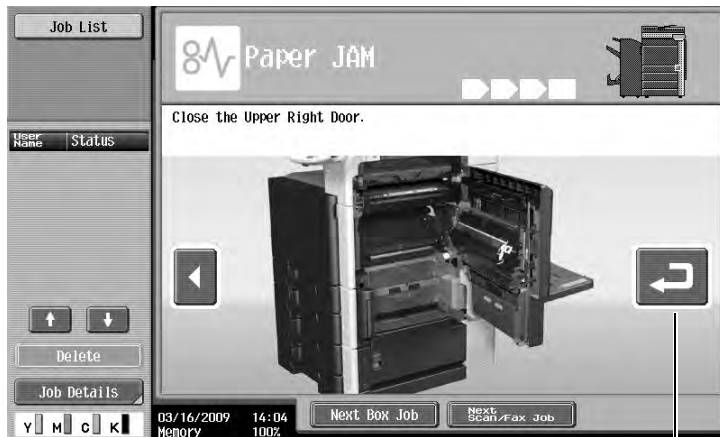 Job List
User Name
Status
Delete
Job Details
Y M C K
8 Paper JAM
Close the Upper Right Door.
03/16/2009 14:04
Memory 100%
Next Box Job
Next Scan/Fax Job